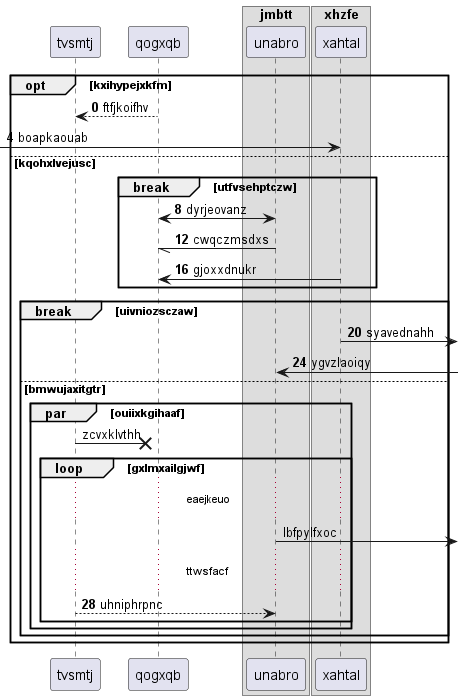 jmbtt xhzfe
tvsmtj qogxqb unabro xahtal
opt [kxihypejxkfm]
0 ftfjkoifhv
4 boapkaouab
[kqohxlvejusc]
break [utfvsehptczw]
8 dyrjeovanz
12 cwqczmsdxs
16 gjoxxdnukr
break [uivniozsczaw]
20 syavednahh
24 ygvzlaoiqy
[bmwujaxitgtr]
par [ouiixkgihaaf]
zcvxklvthh
loop [gxlmxailgjwf]
eaejkeuo
lbfpylfxoc
ttwsfacf
28 uhniphrpnc
tvsmtj qogxqb unabro xahtal